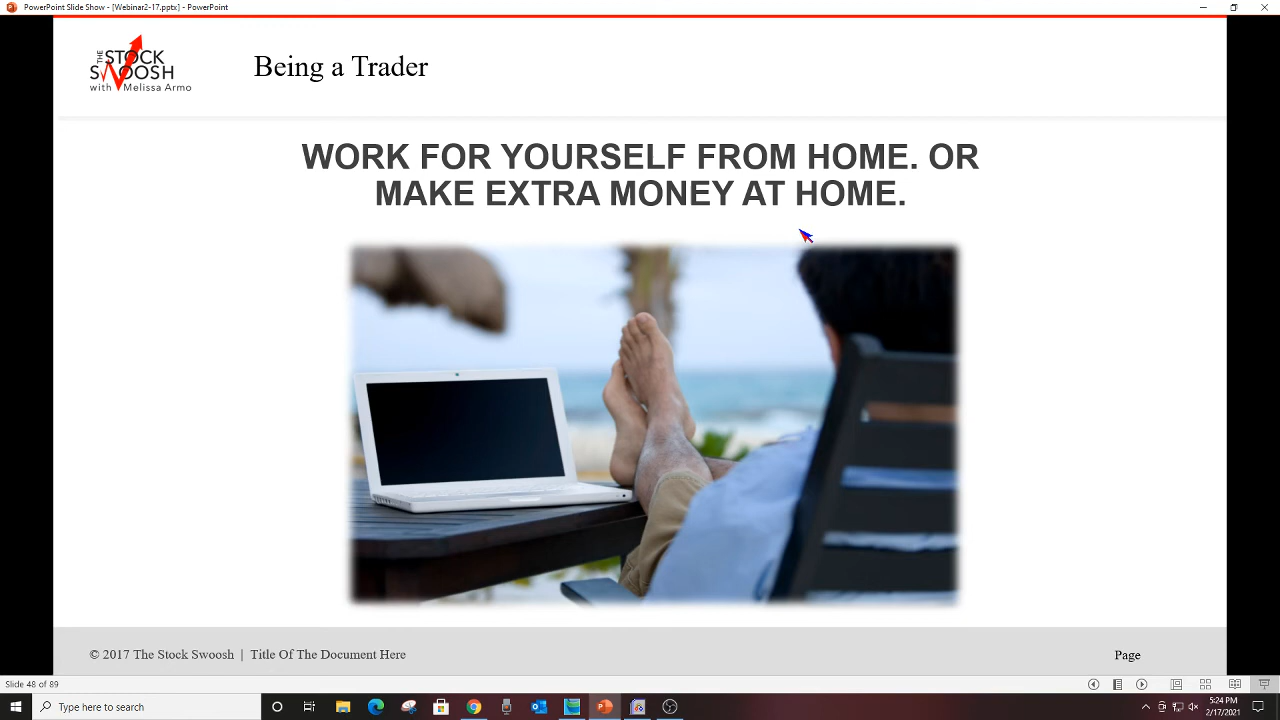 PowerPoint Slide Show - [Webinar2-17.pptx] - PowerPoint
THE
STOCK
SWOOSH
with Melissa Armo
Being a Trader
WORK FOR YOURSELF FROM HOME. OR
MAKE EXTRA MONEY AT HOME.
© 2017 The Stock Swoosh | Title Of The Document Here
Page
Slide 48 of 89
Type here to search
5:24 PM
2/17/2021